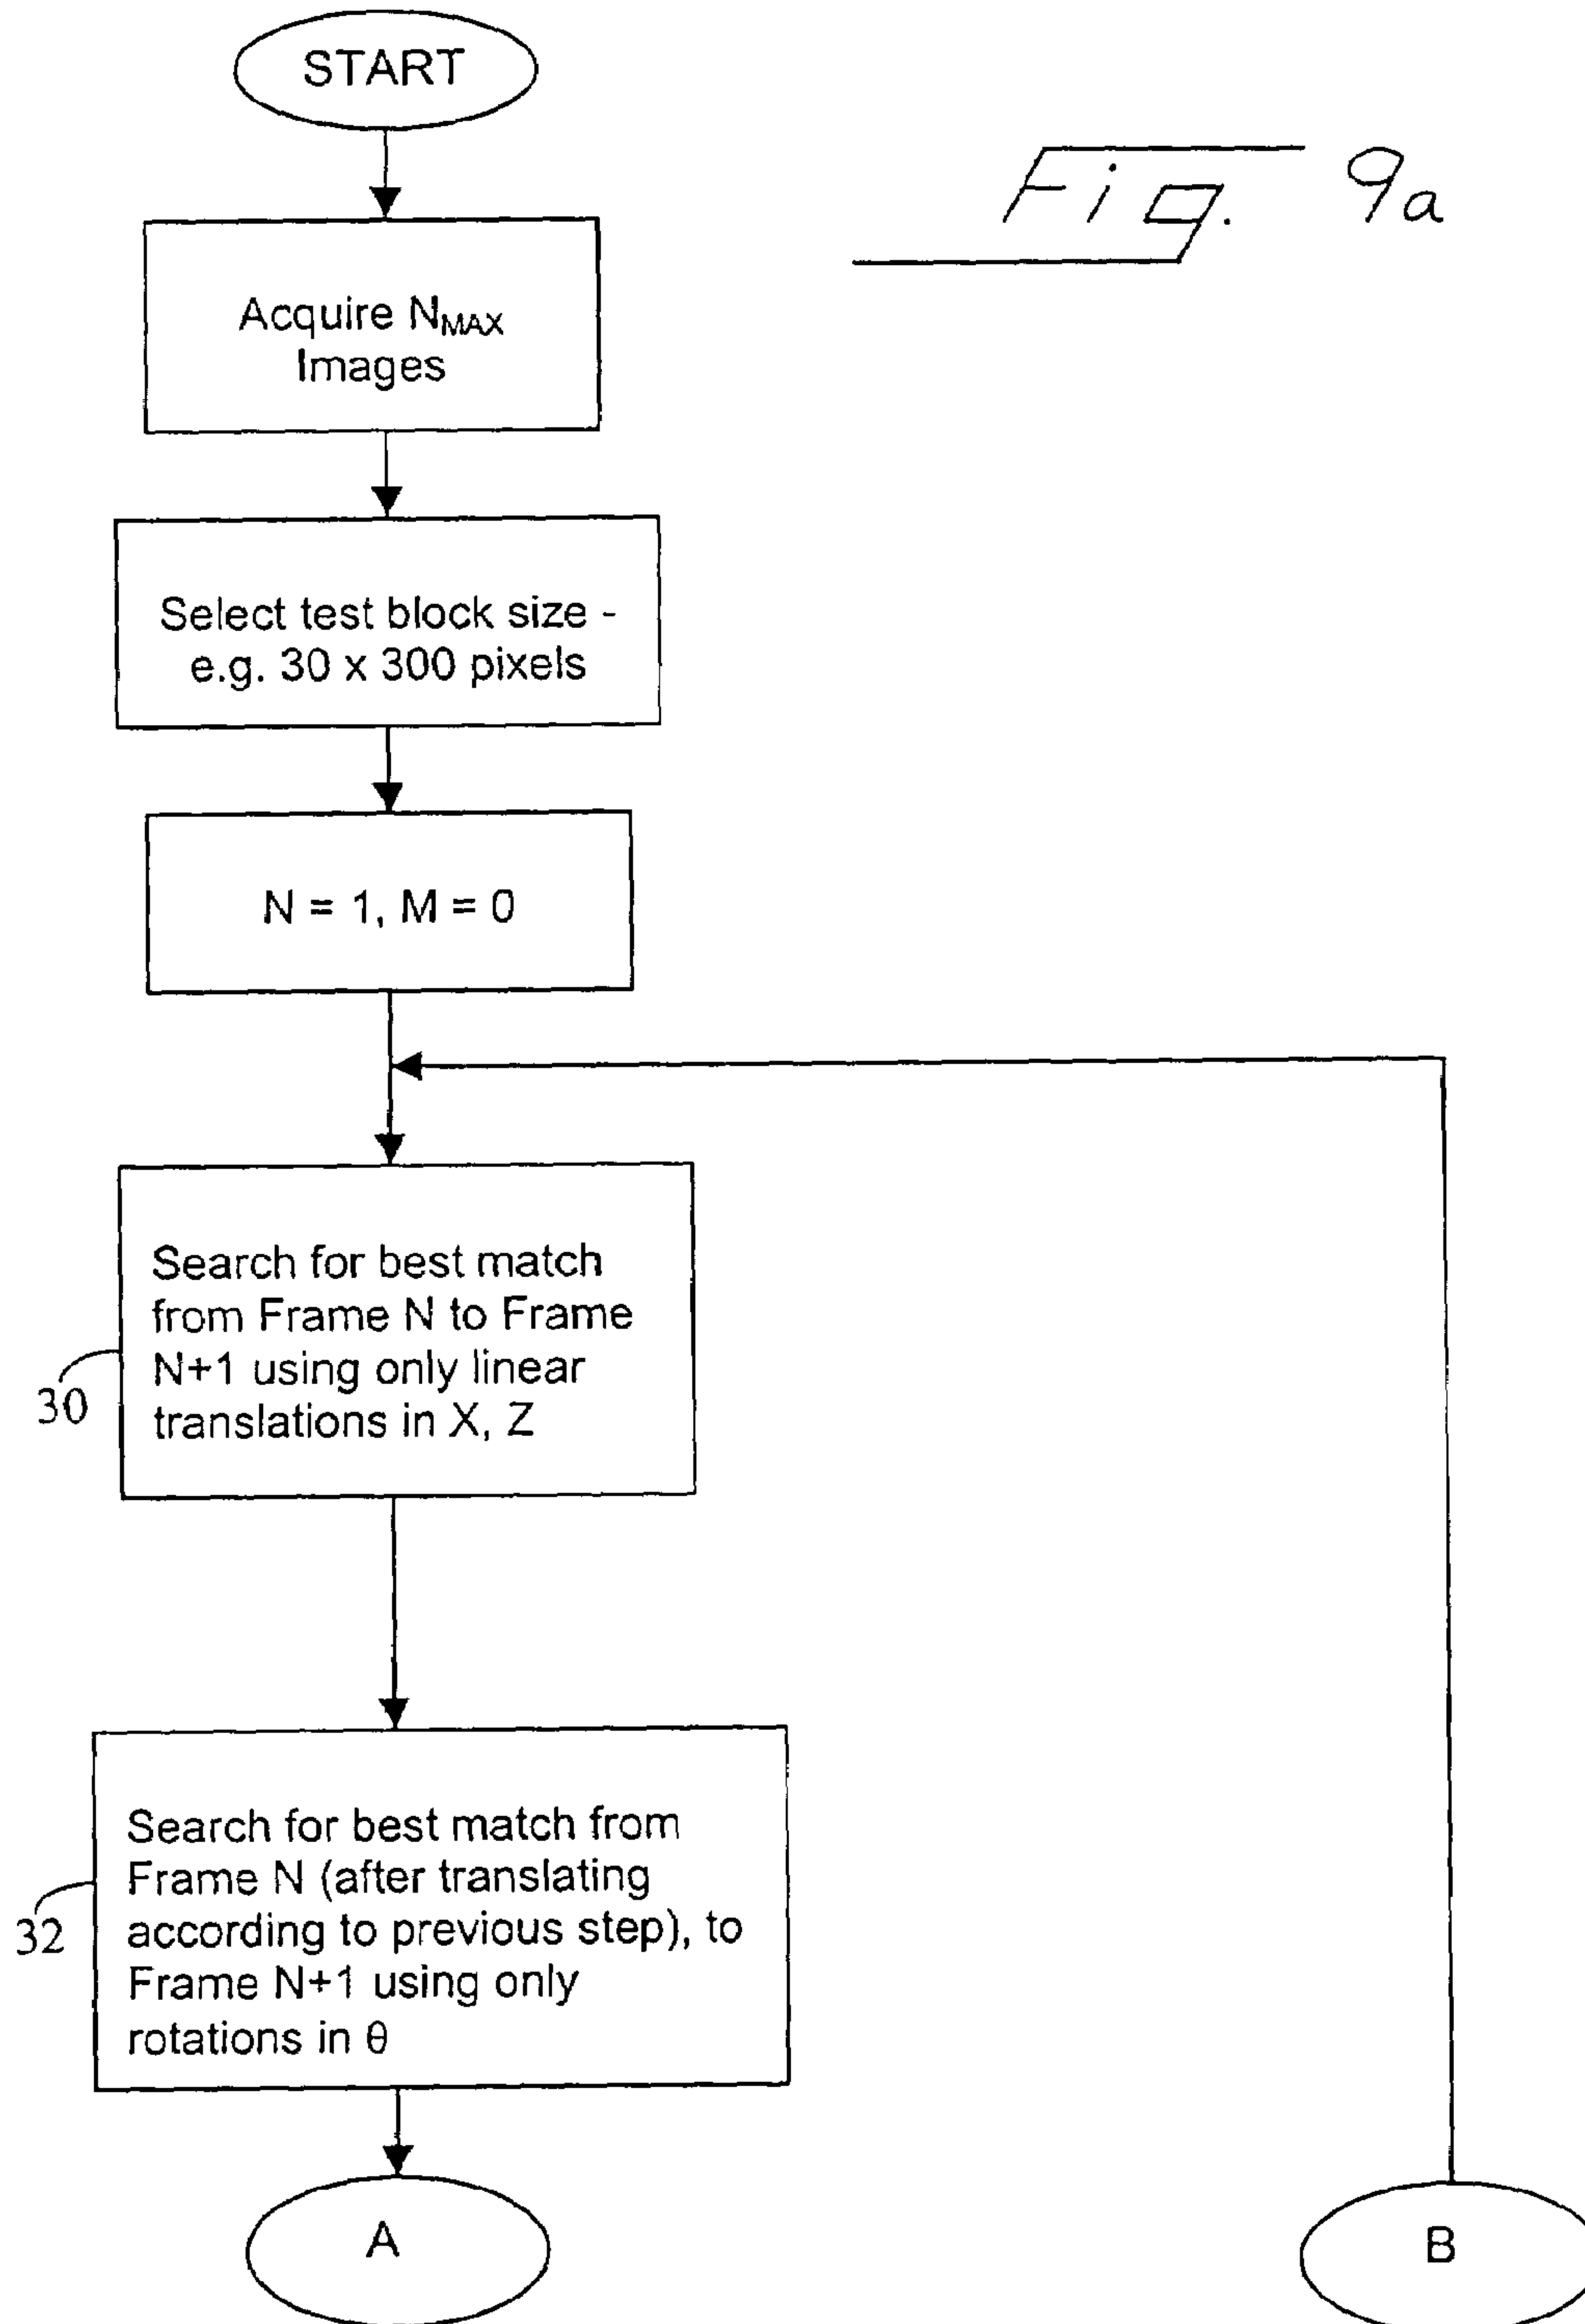 START
Fig. 9a
Acquire NMAX
Images
Select test block size -
e.g. 30 x 300 pixels
N = 1, M = 0
Search for best match
from Frame N to Frame
N+1 using only linear
translations in X, Z
30
Search for best match from
Frame N (after translating
according to previous step), to
Frame N+1 using only
rotations in θ
32
A
B